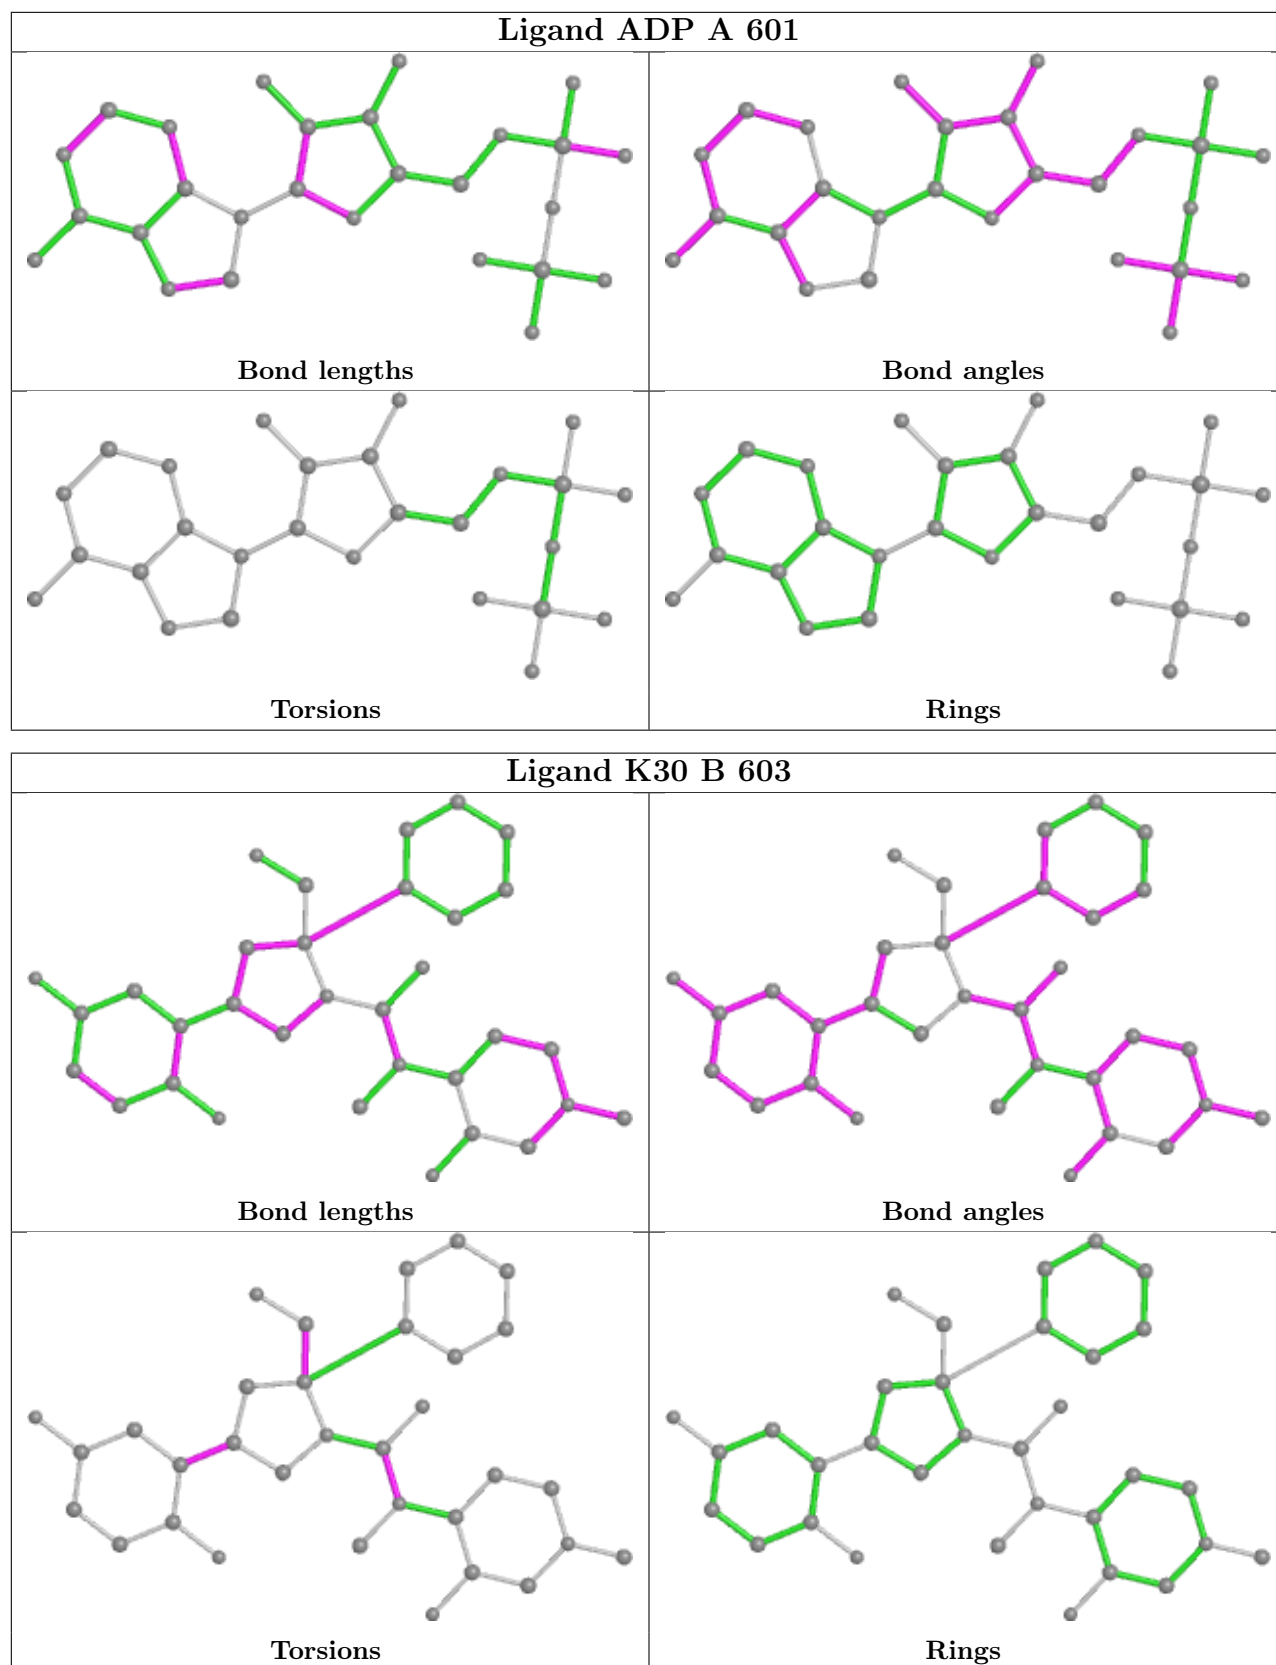 Ligand ADP A 601
Bond lengths
Bond angles
Torsions
Rings
Ligand K30 B 603
Bond lengths
Bond angles
Torsions
Rings